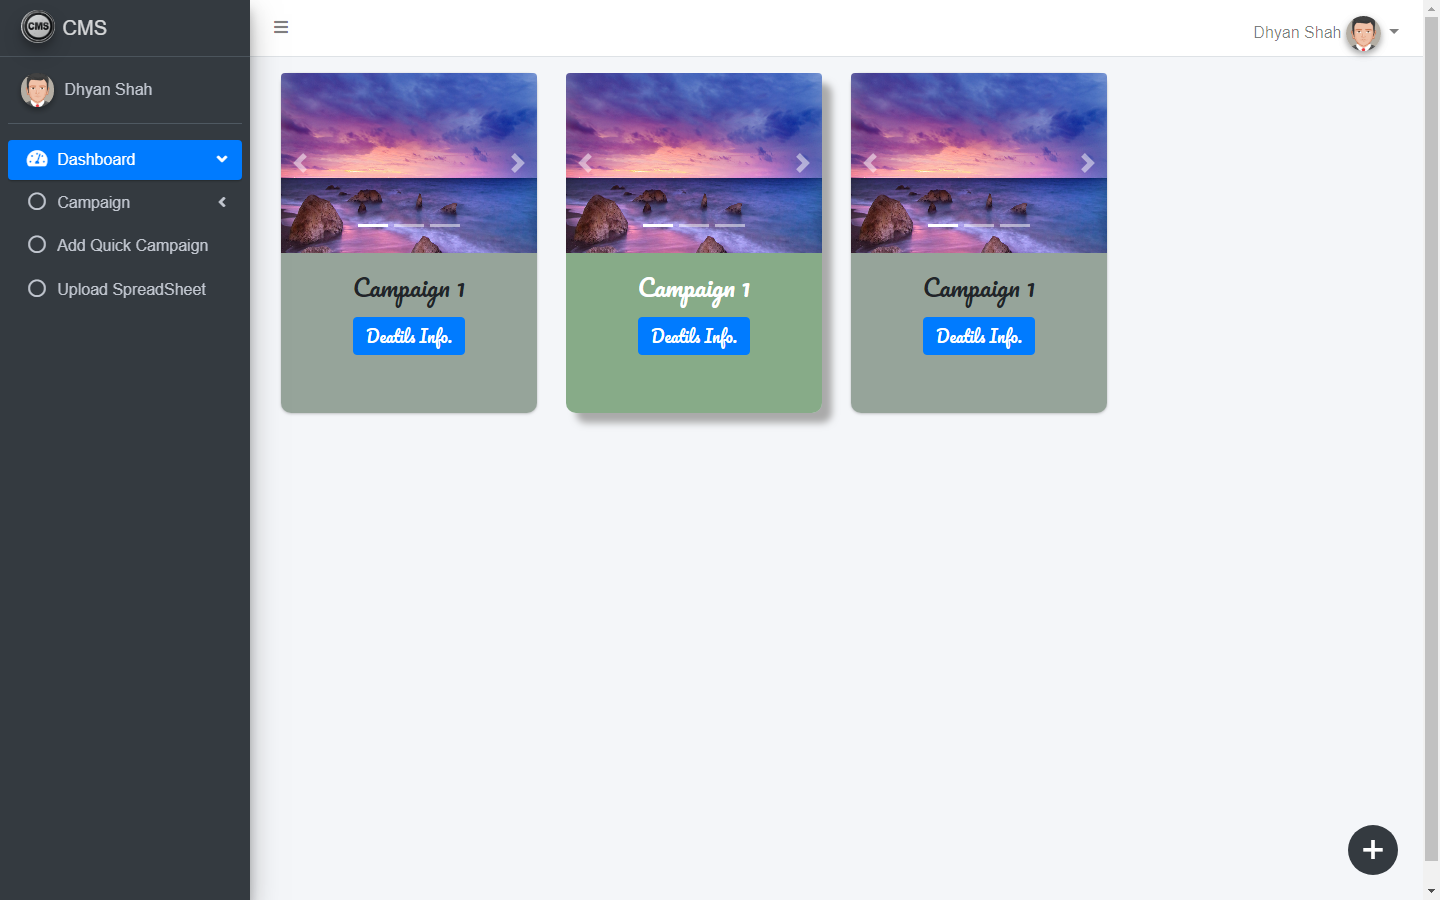 CMS CMS
Dhyan Shah
Dhyan Shah
Dashboard
Campaign
Add Quick Campaign
Upload SpreadSheet
Campaign 1
Deatils Info.
Campaign 1
Deatils Info.
Campaign 1
Deatils Info.